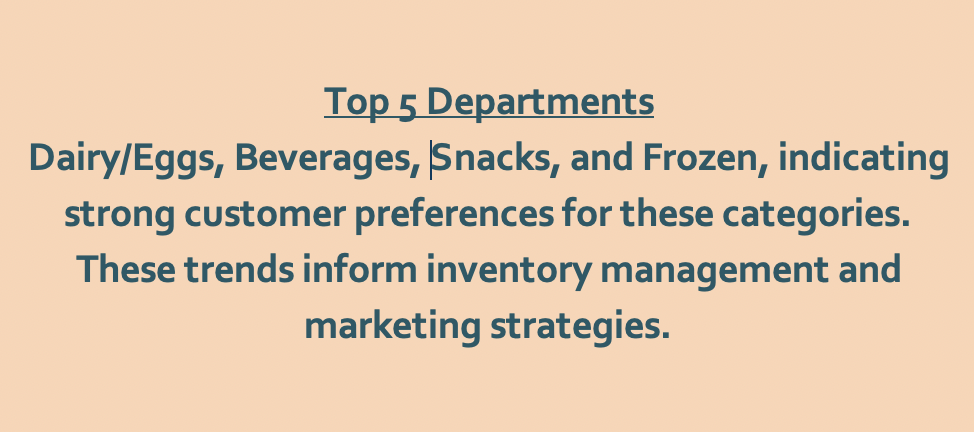 Top 5 Departments
Dairy/Eggs, Beverages, Snacks, and Frozen, indicating
strong customer preferences for these categories.
These trends inform inventory management and
marketing strategies.